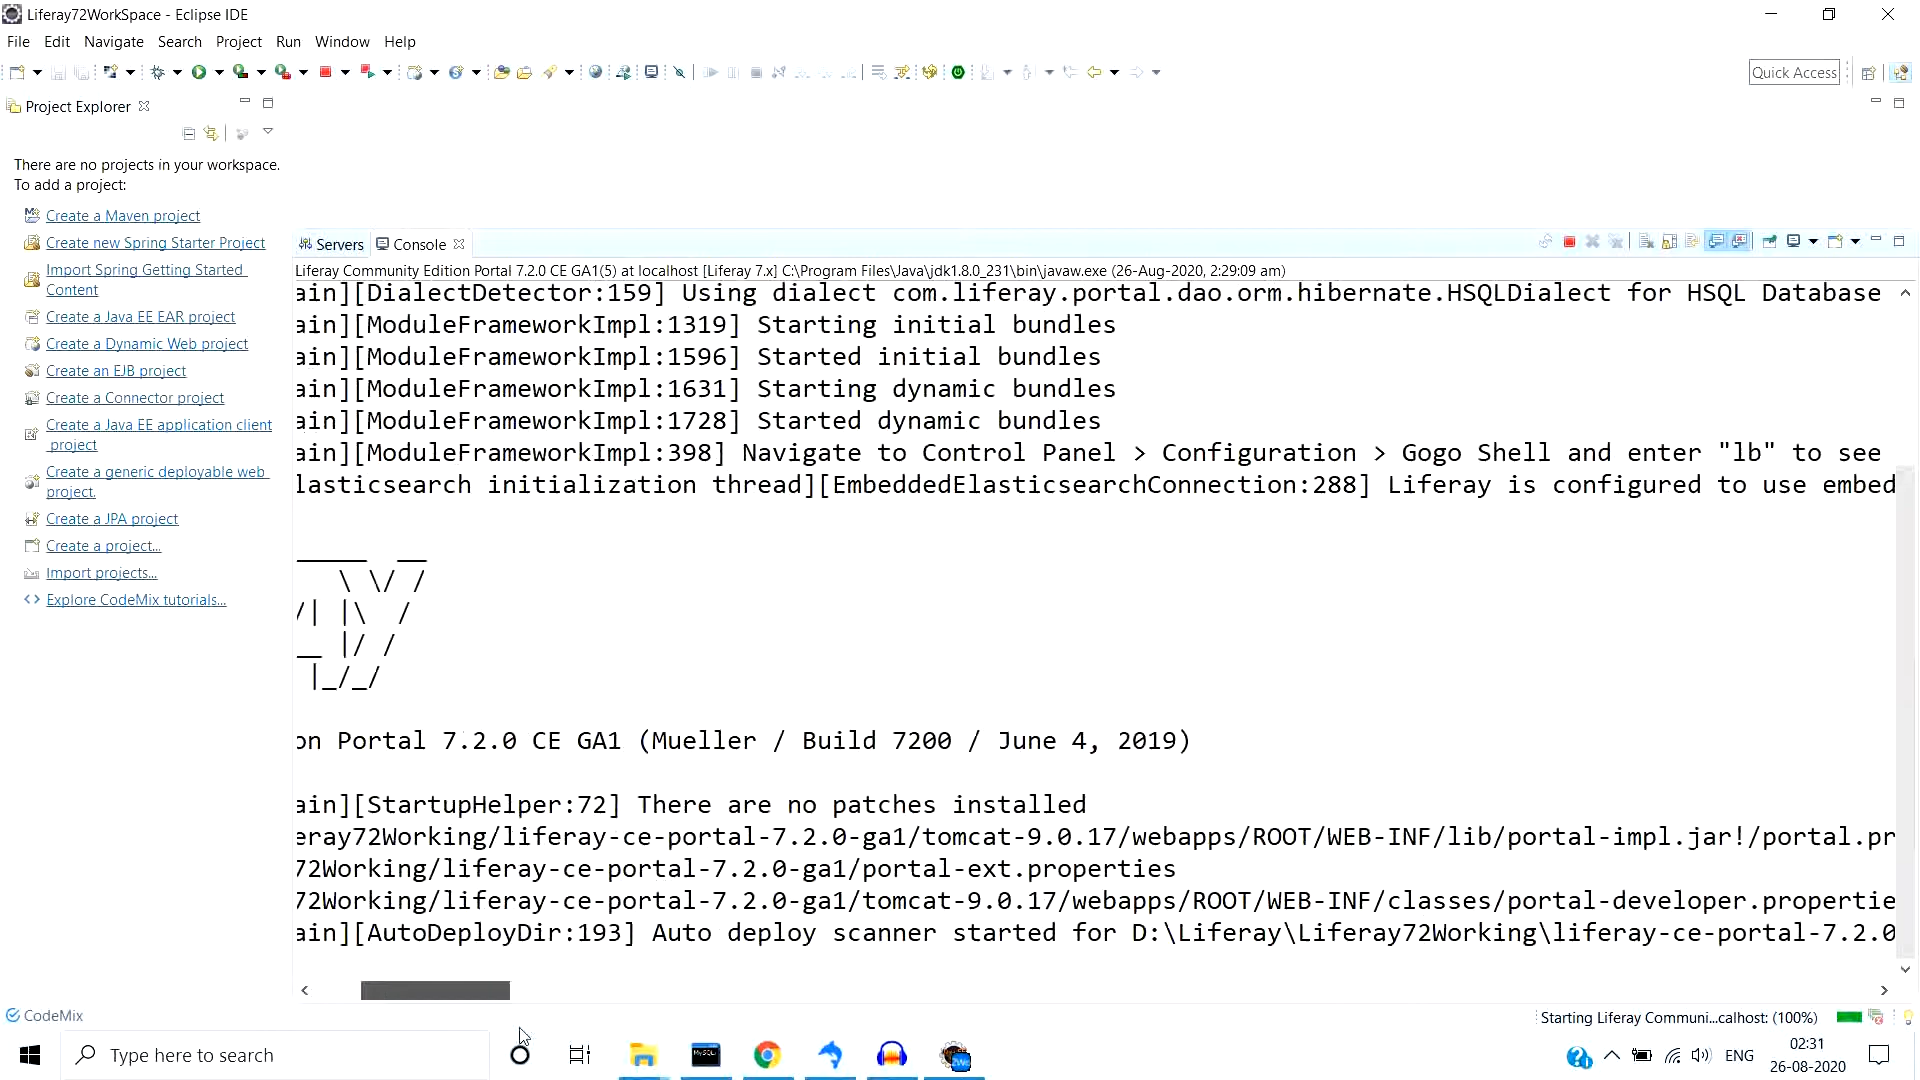 Liferay72WorkSpace - Eclipse IDE
File Edit Navigate Search Project Run Window Help
Quick Access
Project Explorer
There are no projects in your workspace.
To add a project:
Create a Maven project
Create new Spring Starter Project
Import Spring Getting Started
Content
Create a Java EE EAR project
Create a Dynamic Web project
Create an EJB project
Create a Connector project
Create a Java EE application client
project
Create a generic deployable web
project.
Create a JPA project
Create a project...
Import projects...
Explore CodeMix tutorials...
Servers Console
Liferay Community Edition Portal 7.2.0 CE GA1(5) at localhost [Liferay 7.x] C:\Program Files\Java\jdk1.8.0_231\bin\javaw.exe (26-Aug-2020, 2:29:09 am)
ain][DialectDetector:159] Using dialect com.liferay.portal.dao.orm.hibernate.HSQLDialect for HSQL Database
ain][ModuleFrameworkImpl:1319] Starting initial bundles
ain][ModuleFrameworkImpl:1596] Started initial bundles
ain][ModuleFrameworkImpl:1631] Starting dynamic bundles
ain][ModuleFrameworkImpl:1728] Started dynamic bundles
ain][ModuleFrameworkImpl:398] Navigate to Control Panel > Configuration > Gogo Shell and enter "lb" to see
lasticsearch initialization thread][EmbeddedElasticsearchConnection:288] Liferay is configured to use embed
on Portal 7.2.0 CE GA1 (Mueller / Build 7200 / June 4, 2019)
ain][StartupHelper:72] There are no patches installed
eray72Working/liferay-ce-portal-7.2.0-ga1/tomcat-9.0.17/webapps/ROOT/WEB-INF/lib/portal-impl.jar!/portal.pr
72Working/liferay-ce-portal-7.2.0-ga1/portal-ext.properties
72Working/liferay-ce-portal-7.2.0-ga1/tomcat-9.0.17/webapps/ROOT/WEB-INF/classes/portal-developer.propertie
ain][AutoDeployDir:193] Auto deploy scanner started for D:\Liferay\Liferay72Working\liferay-ce-portal-7.2.0
CodeMix
Starting Liferay Communi...calhost: (100%)
Type here to search
MySQL
ENG
02:31
26-08-2020